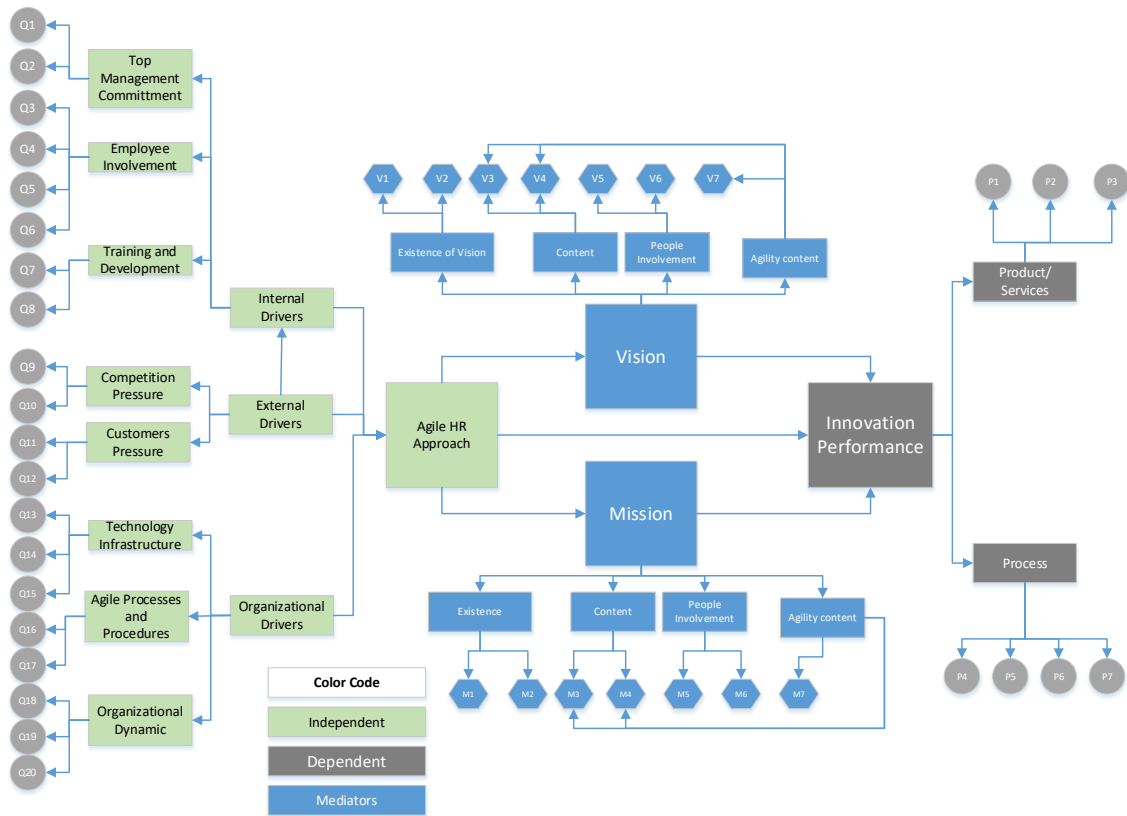 Q1
Q2
Q3
Q4
Q5
Q6
Q7
Q8
Q9
Q10
Q11
Q12
Q13
Q14
Q15
Q16
Q17
Q18
Q19
Q20
Top
Management
Committment
Employee
Involvement
Training and
Development
Competition
Pressure
Customers
Pressure
Technology
Infrastructure
Agile Processes
and
Procedures
Organizational
Dynamic
Internal
Drivers
External
Drivers
Organizational
Drivers
Color Code
Independent
Dependent
Mediators
Agile HR
Approach
V1
V2
V3
V4
V5
V6
V7
Existence of Vision
Content
People
Involvement
Agility content
Vision
Mission
Existence
Content
People
Involvement
Agility content
M1
M2
M3
M4
M5
M6
M7
Innovation
Performance
P1
P2
P3
Product/
Services
Process
P4
P5
P6
P7